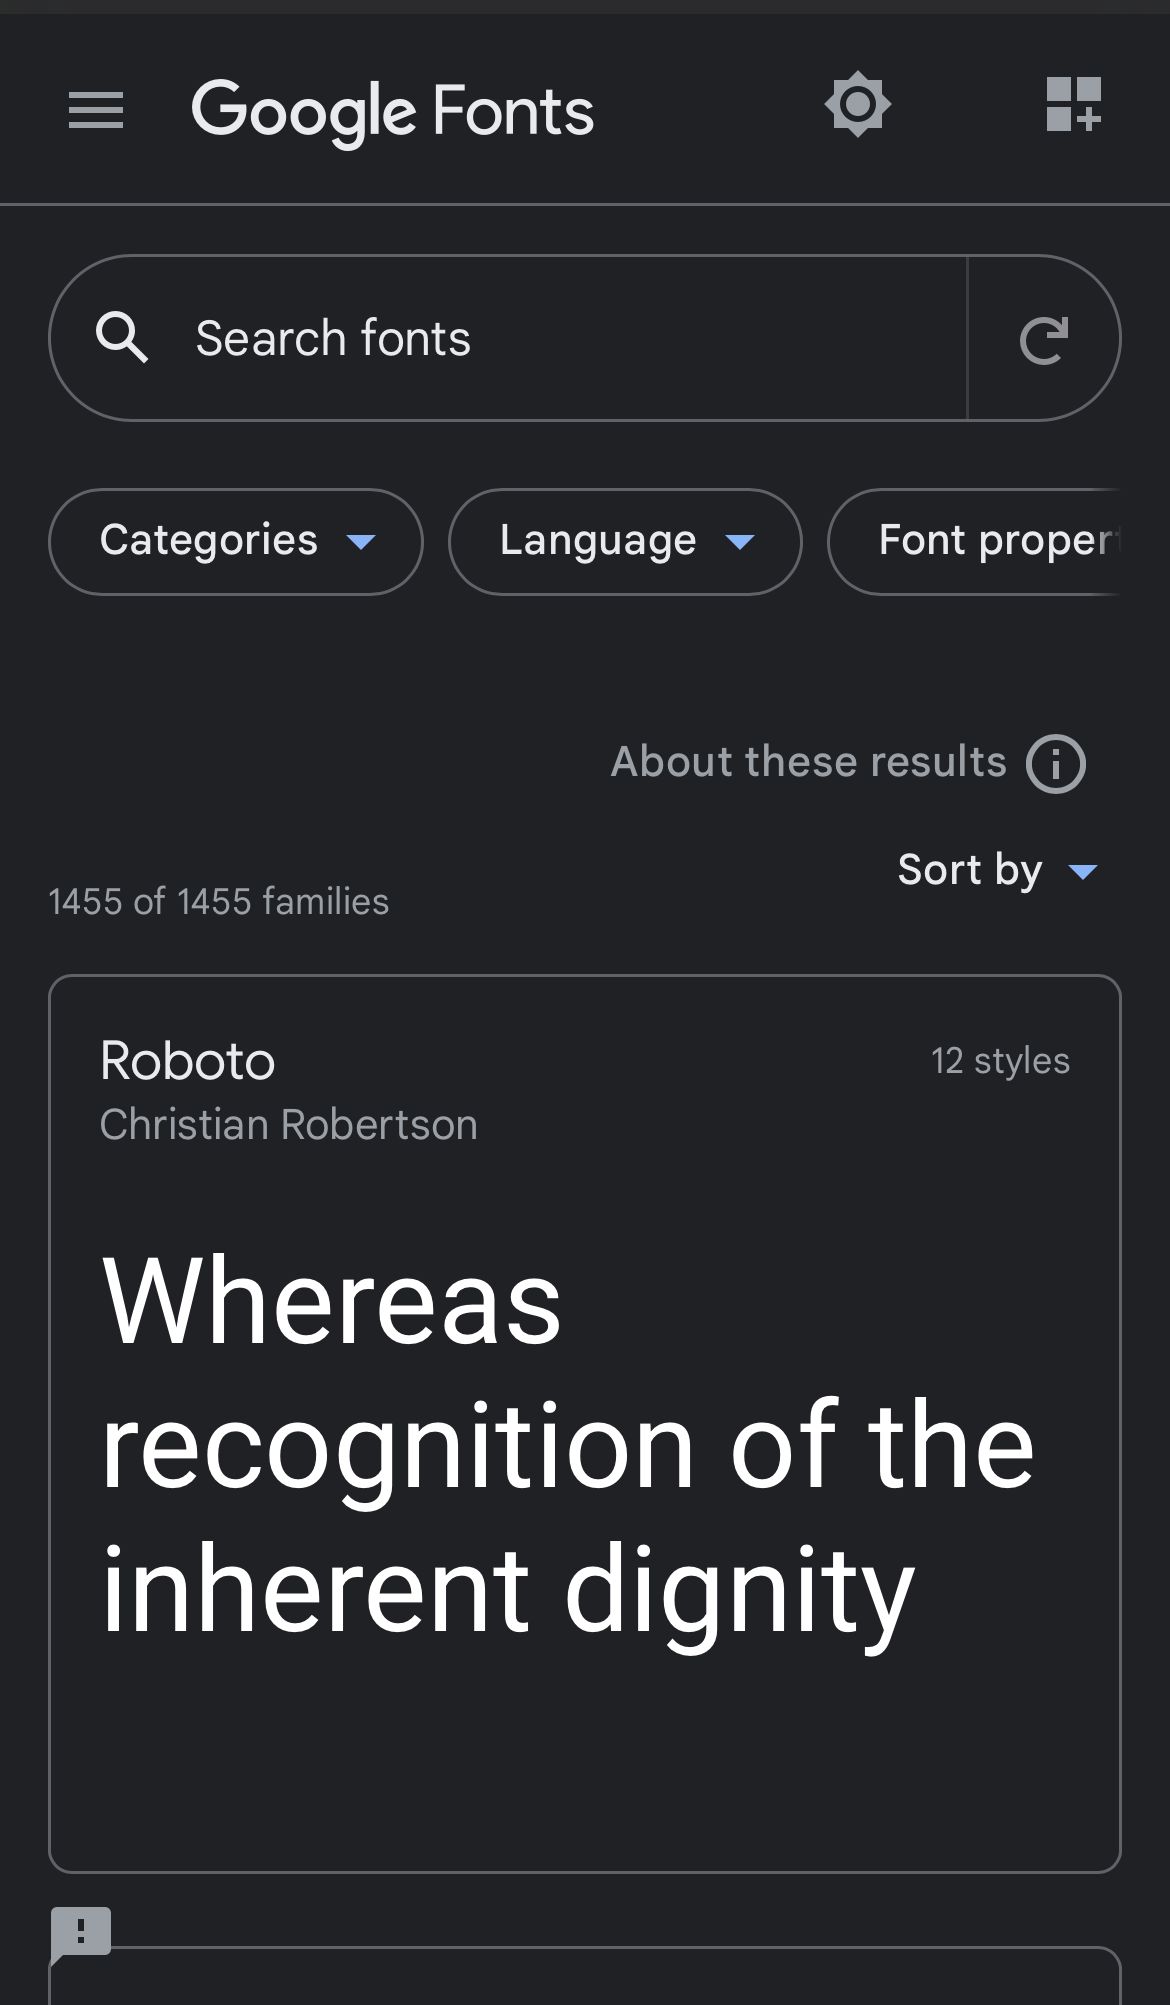 Google Fonts
Search fonts
Categories
Language
Font proper
About these results
Sort by
1455 of 1455 families
Roboto
12 styles
Christian Robertson
Whereas
recognition of the
inherent dignity